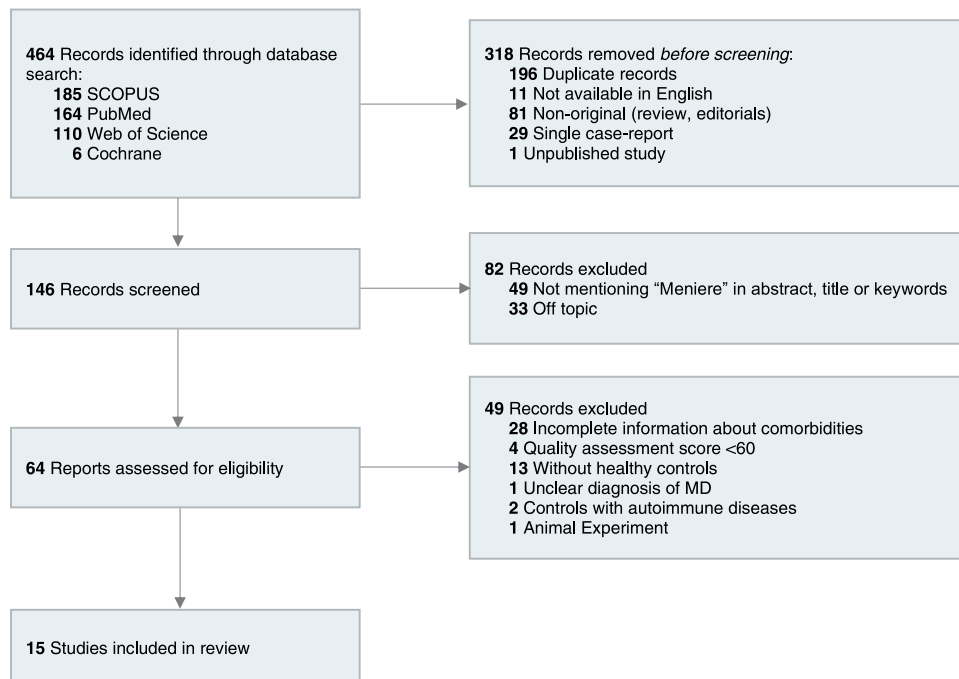 464 Records identified through database
search:
185 SCOPUS
164 PubMed
110 Web of Science
6 Cochrane
318 Records removed before screening:
196 Duplicate records
11 Not available in English
81 Non-original (review, editorials)
29 Single case-report
1 Unpublished study
146 Records screened
82 Records excluded
49 Not mentioning “Meniere” in abstract, title or keywords
33 Off topic
64 Reports assessed for eligibility
49 Records excluded
28 Incomplete information about comorbidities
4 Quality assessment score <60
13 Without healthy controls
1 Unclear diagnosis of MD
2 Controls with autoimmune diseases
1 Animal Experiment
15 Studies included in review